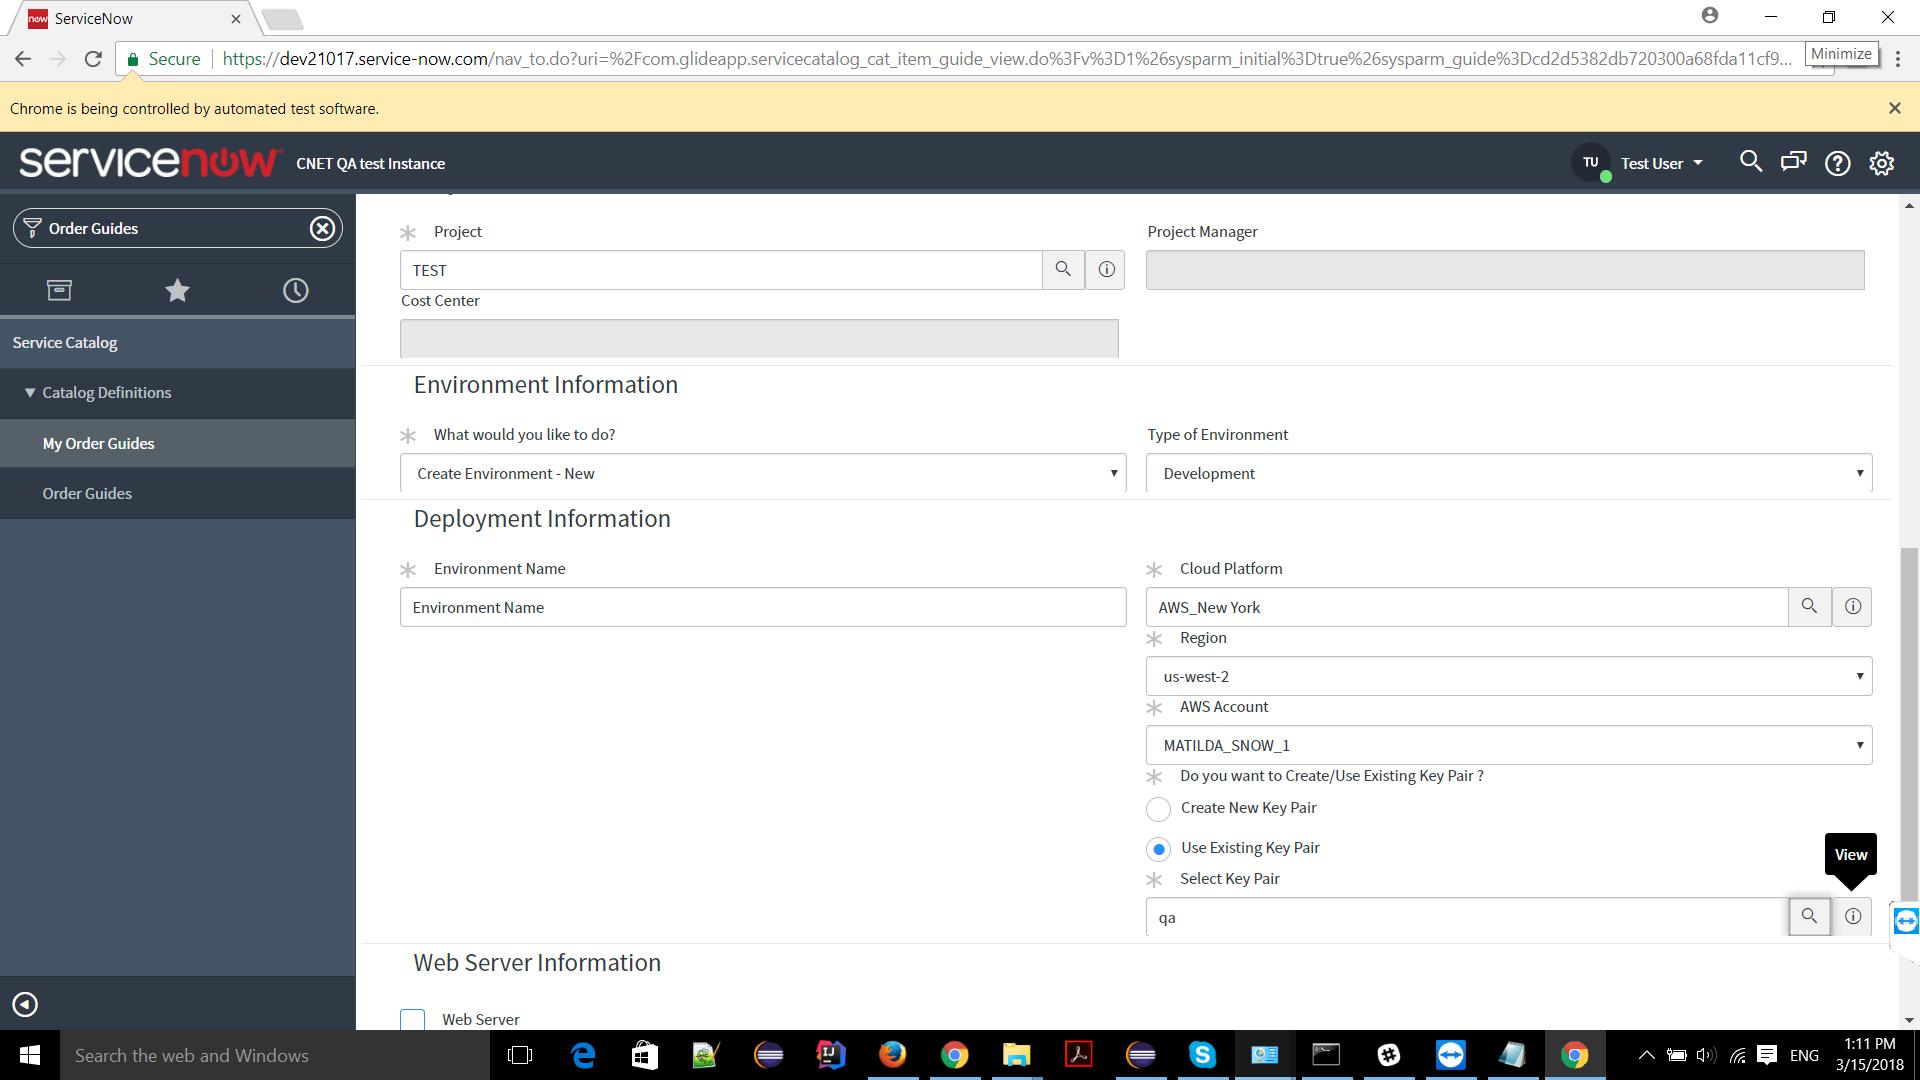 now ServiceNow
Secure https://dev21017.service-now.com/nav_to.do?uri=%2Fcom.glideapp.servicecatalog_cat_item_guide_view.do%3Fv%3D1%26sysparm_initial%3Dtrue%26sysparm_guide%3Dcd2d5382db720300a68fda11cf9...
Minimize
Chrome is being controlled by automated test software.
servicenow CNET QA test Instance
TU Test User
Order Guides
Service Catalog
Catalog Definitions
My Order Guides
Order Guides
Project
Project Manager
TEST
Cost Center
Environment Information
What would you like to do?
Type of Environment
Create Environment - New
Development
Deployment Information
Environment Name
Cloud Platform
Environment Name
AWS_New York
Region
us-west-2
AWS Account
MATILDA_SNOW_1
Do you want to Create/Use Existing Key Pair ?
Create New Key Pair
Use Existing Key Pair
View
Select Key Pair
qa
Web Server Information
Web Server
Search the web and Windows
ENG
1:11 PM
3/15/2018